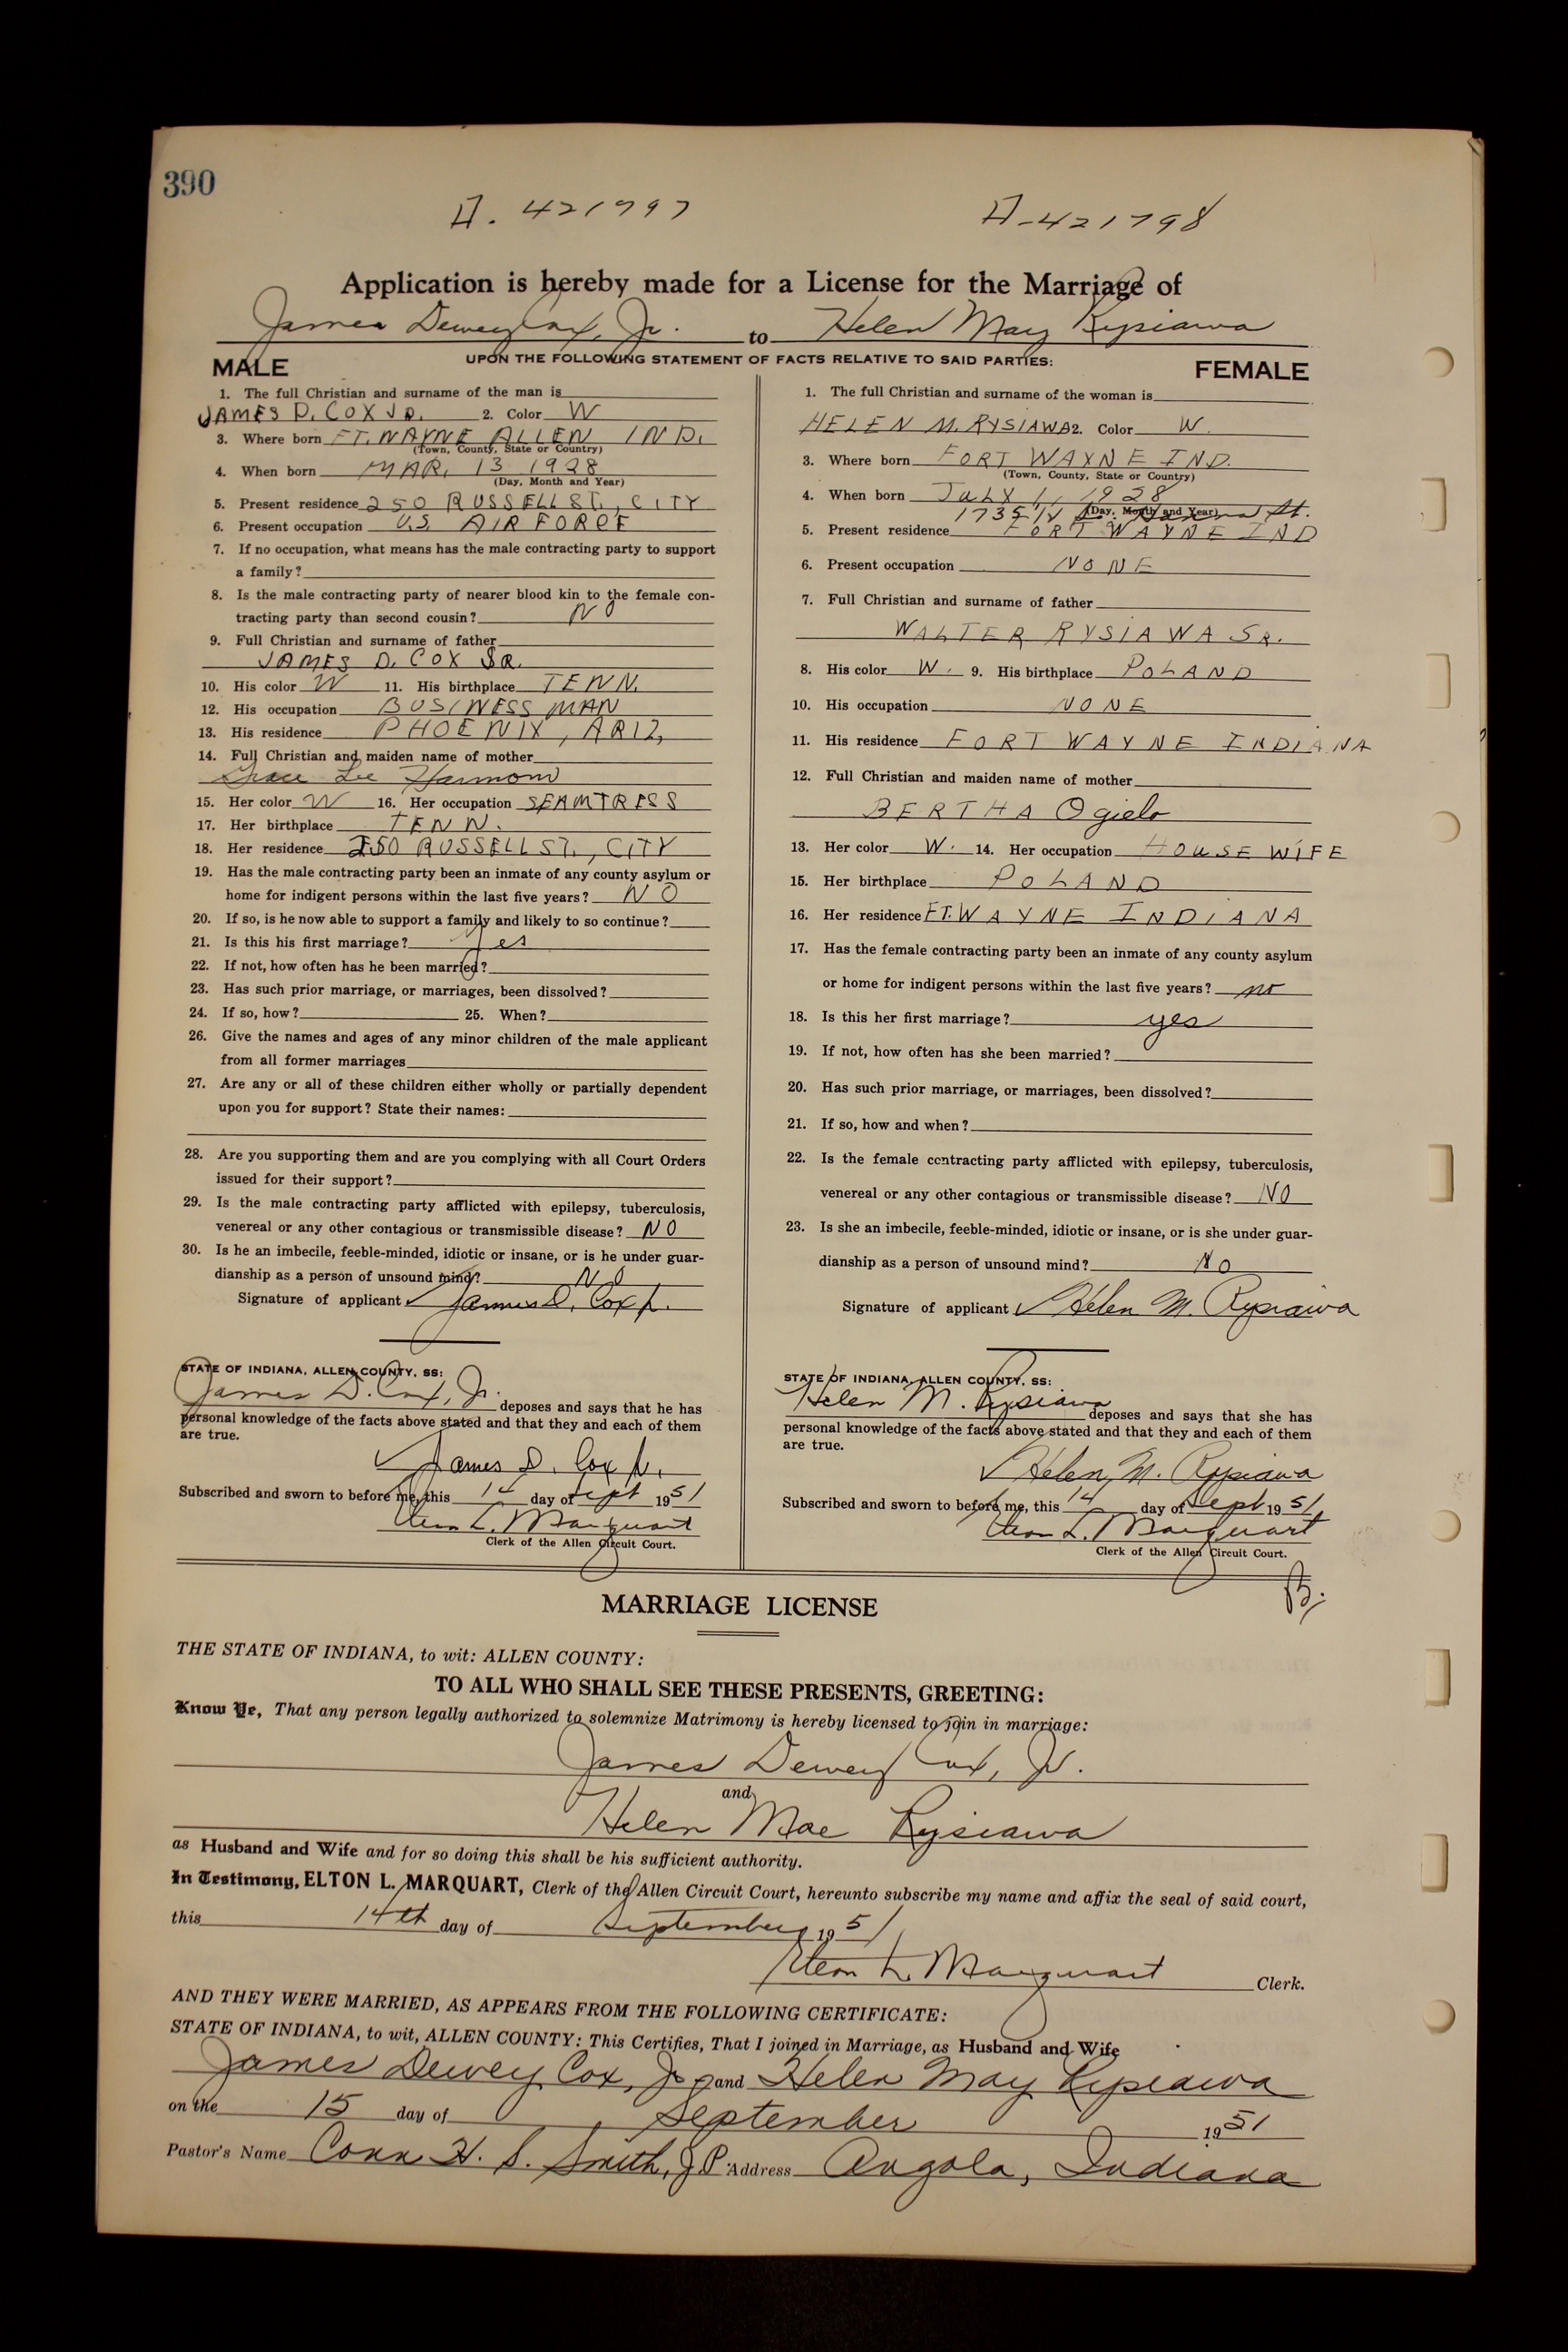 390
A. 421797 A-421798
Application is hereby made for a License for the Marriage of
James Dewey Cox, Jr. to Helen May Rysiawa
UPON THE FOLLOWING STATEMENT OF FACTS RELATIVE TO SAID PARTIES:
MALE
1. The full Christian and surname of the man is
JAMES D. COX JR. 2. Color W
3. Where born FT. WAYNE ALLEN IND.
(Town, County, State or Country)
4. When born MAR. 13 1928
(Day, Month and Year)
5. Present residence 250 RUSSELL ST., CITY
6. Present occupation U.S. AIR FORCE
7. If no occupation, what means has the male contracting party to support
a family?
8. Is the male contracting party of nearer blood kin to the female con-
tracting party than second cousin? NO
9. Full Christian and surname of father
JAMES D. COX SR.
10. His color W 11. His birthplace TENN.
12. His occupation BUSINESS MAN
13. His residence PHOENIX, ARIZ,
14. Full Christian and maiden name of mother
Grace Lee Harmon
15. Her color W 16. Her occupation SEAMTRESS
17. Her birthplace TENN.
18. Her residence 250 RUSSELL ST., CITY
19. Has the male contracting party been an inmate of any county asylum or
home for indigent persons within the last five years? NO
20. If so, is he now able to support a family and likely to so continue?
21. Is this his first marriage? yes
22. If not, how often has he been married?
23. Has such prior marriage, or marriages, been dissolved?
24. If so, how? 25. When?
26. Give the names and ages of any minor children of the male applicant
from all former marriages
27. Are any or all of these children either wholly or partially dependent
upon you for support? State their names:
28. Are you supporting them and are you complying with all Court Orders
issued for their support?
29. Is the male contracting party afflicted with epilepsy, tuberculosis,
venereal or any other contagious or transmissible disease? NO
30. Is he an imbecile, feeble-minded, idiotic or insane, or is he under guar-
dianship as a person of unsound mind? NO
Signature of applicant James D. Cox Jr.
STATE OF INDIANA, ALLEN COUNTY, SS:
James D. Cox, Jr. deposes and says that he has
personal knowledge of the facts above stated and that they and each of them
are true.
James D. Cox Jr.
Subscribed and sworn to before me, this 14 day of Sept 1951
Elton L. Marquart
Clerk of the Allen Circuit Court.
FEMALE
1. The full Christian and surname of the woman is
HELEN M. RYSIAWA 2. Color W.
3. Where born FORT WAYNE IND.
(Town, County, State or Country)
4. When born JULY 1, 1928
(Day, Month and Year)
1735 St.
5. Present residence FORT WAYNE IND
6. Present occupation NONE
7. Full Christian and surname of father
WALTER RYSIAWA SR.
8. His color W. 9. His birthplace POLAND
10. His occupation NONE
11. His residence FORT WAYNE INDIANA
12. Full Christian and maiden name of mother
BERTHA Ogielo
13. Her color W. 14. Her occupation HOUSE WIFE
15. Her birthplace POLAND
16. Her residence FT. WAYNE INDIANA
17. Has the female contracting party been an inmate of any county asylum
or home for indigent persons within the last five years? no
18. Is this her first marriage? yes
19. If not, how often has she been married?
20. Has such prior marriage, or marriages, been dissolved?
21. If so, how and when?
22. Is the female contracting party afflicted with epilepsy, tuberculosis,
venereal or any other contagious or transmissible disease? NO
23. Is she an imbecile, feeble-minded, idiotic or insane, or is she under guar-
dianship as a person of unsound mind? NO
Signature of applicant Helen M. Rysiawa
STATE OF INDIANA, ALLEN COUNTY, SS:
Helen M. Rysiawa deposes and says that she has
personal knowledge of the facts above stated and that they and each of them
are true.
Helen M. Rysiawa
Subscribed and sworn to before me, this 14 day of Sept 1951
Elton L. Marquart
Clerk of the Allen Circuit Court.
B.
MARRIAGE LICENSE
THE STATE OF INDIANA, to wit: ALLEN COUNTY:
TO ALL WHO SHALL SEE THESE PRESENTS, GREETING:
Know Ye, That any person legally authorized to solemnize Matrimony is hereby licensed to join in marriage:
James Dewey Cox, Jr.
and
Helen Mae Rysiawa
as Husband and Wife and for so doing this shall be his sufficient authority.
In Testimony, ELTON L. MARQUART, Clerk of the Allen Circuit Court, hereunto subscribe my name and affix the seal of said court,
this 14th day of September 1951
Elton L. Marquart Clerk.
AND THEY WERE MARRIED, AS APPEARS FROM THE FOLLOWING CERTIFICATE:
STATE OF INDIANA, to wit, ALLEN COUNTY: This Certifies, That I joined in Marriage, as Husband and Wife
James Dewey Cox, Jr. and Helen May Rysiawa
on the 15 day of September 1951
Pastor's Name Conn H. S. Smith, J.P. Address Angola, Indiana